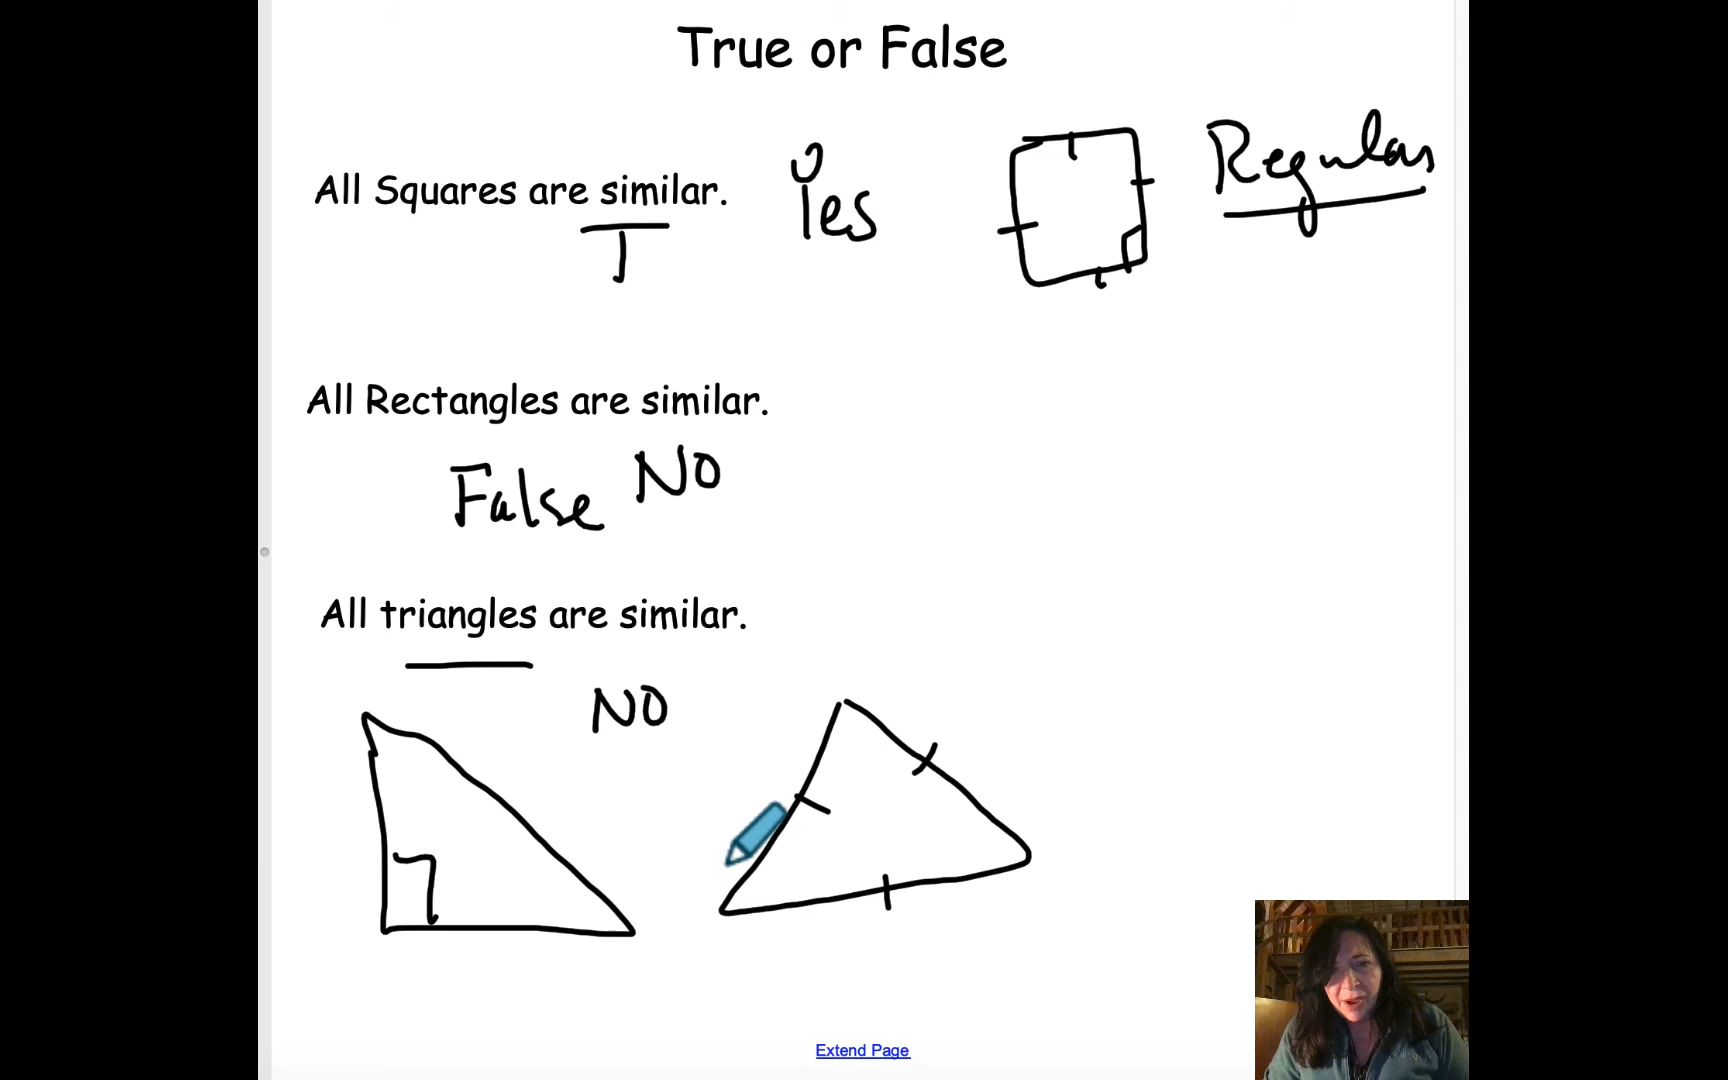 True or False
All Squares are similar.
T
Yes
Regular
All Rectangles are similar.
False NO
All triangles are similar.
NO
Extend Page